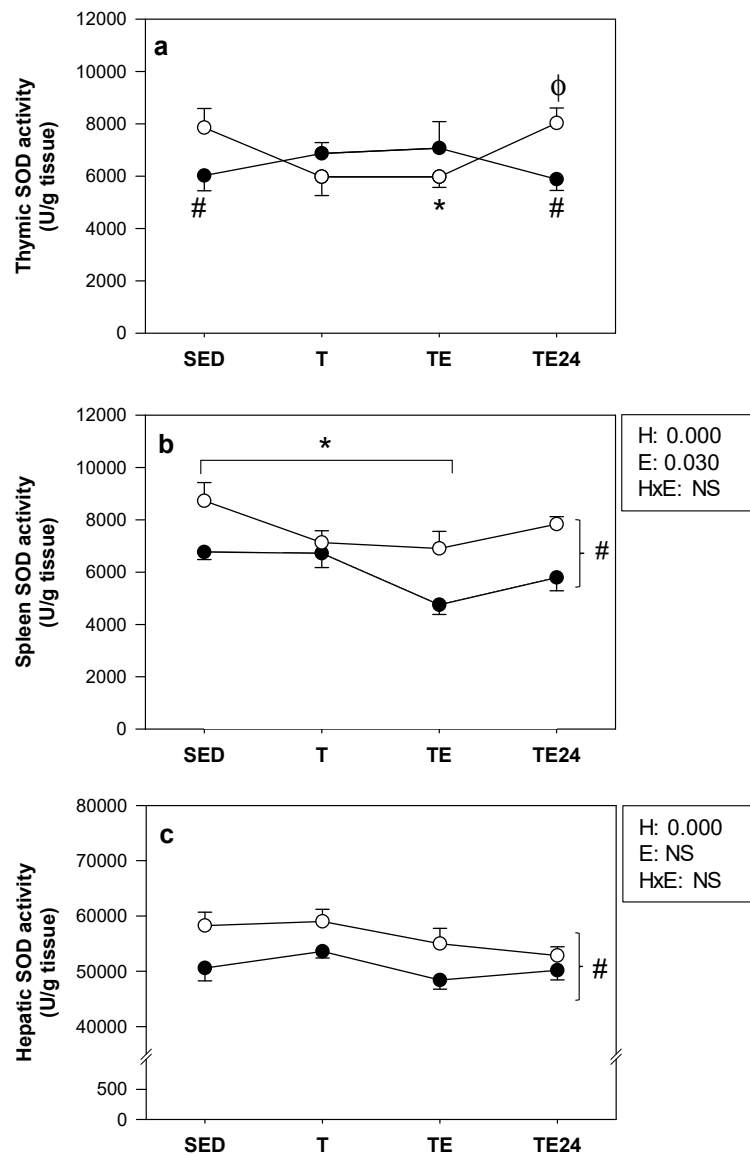 12000
a
10000
ϕ
8000
6000
4000
2000
0
Thymic SOD activity
(U/g tissue)
#
*
#
SED T TE TE24
12000
b
10000
8000
6000
4000
2000
0
Spleen SOD activity
(U/g tissue)
*
#
H: 0.000
E: 0.030
HxE: NS
SED T TE TE24
80000
c
70000
60000
50000
40000
500
0
Hepatic SOD activity
(U/g tissue)
#
H: 0.000
E: NS
HxE: NS
SED T TE TE24